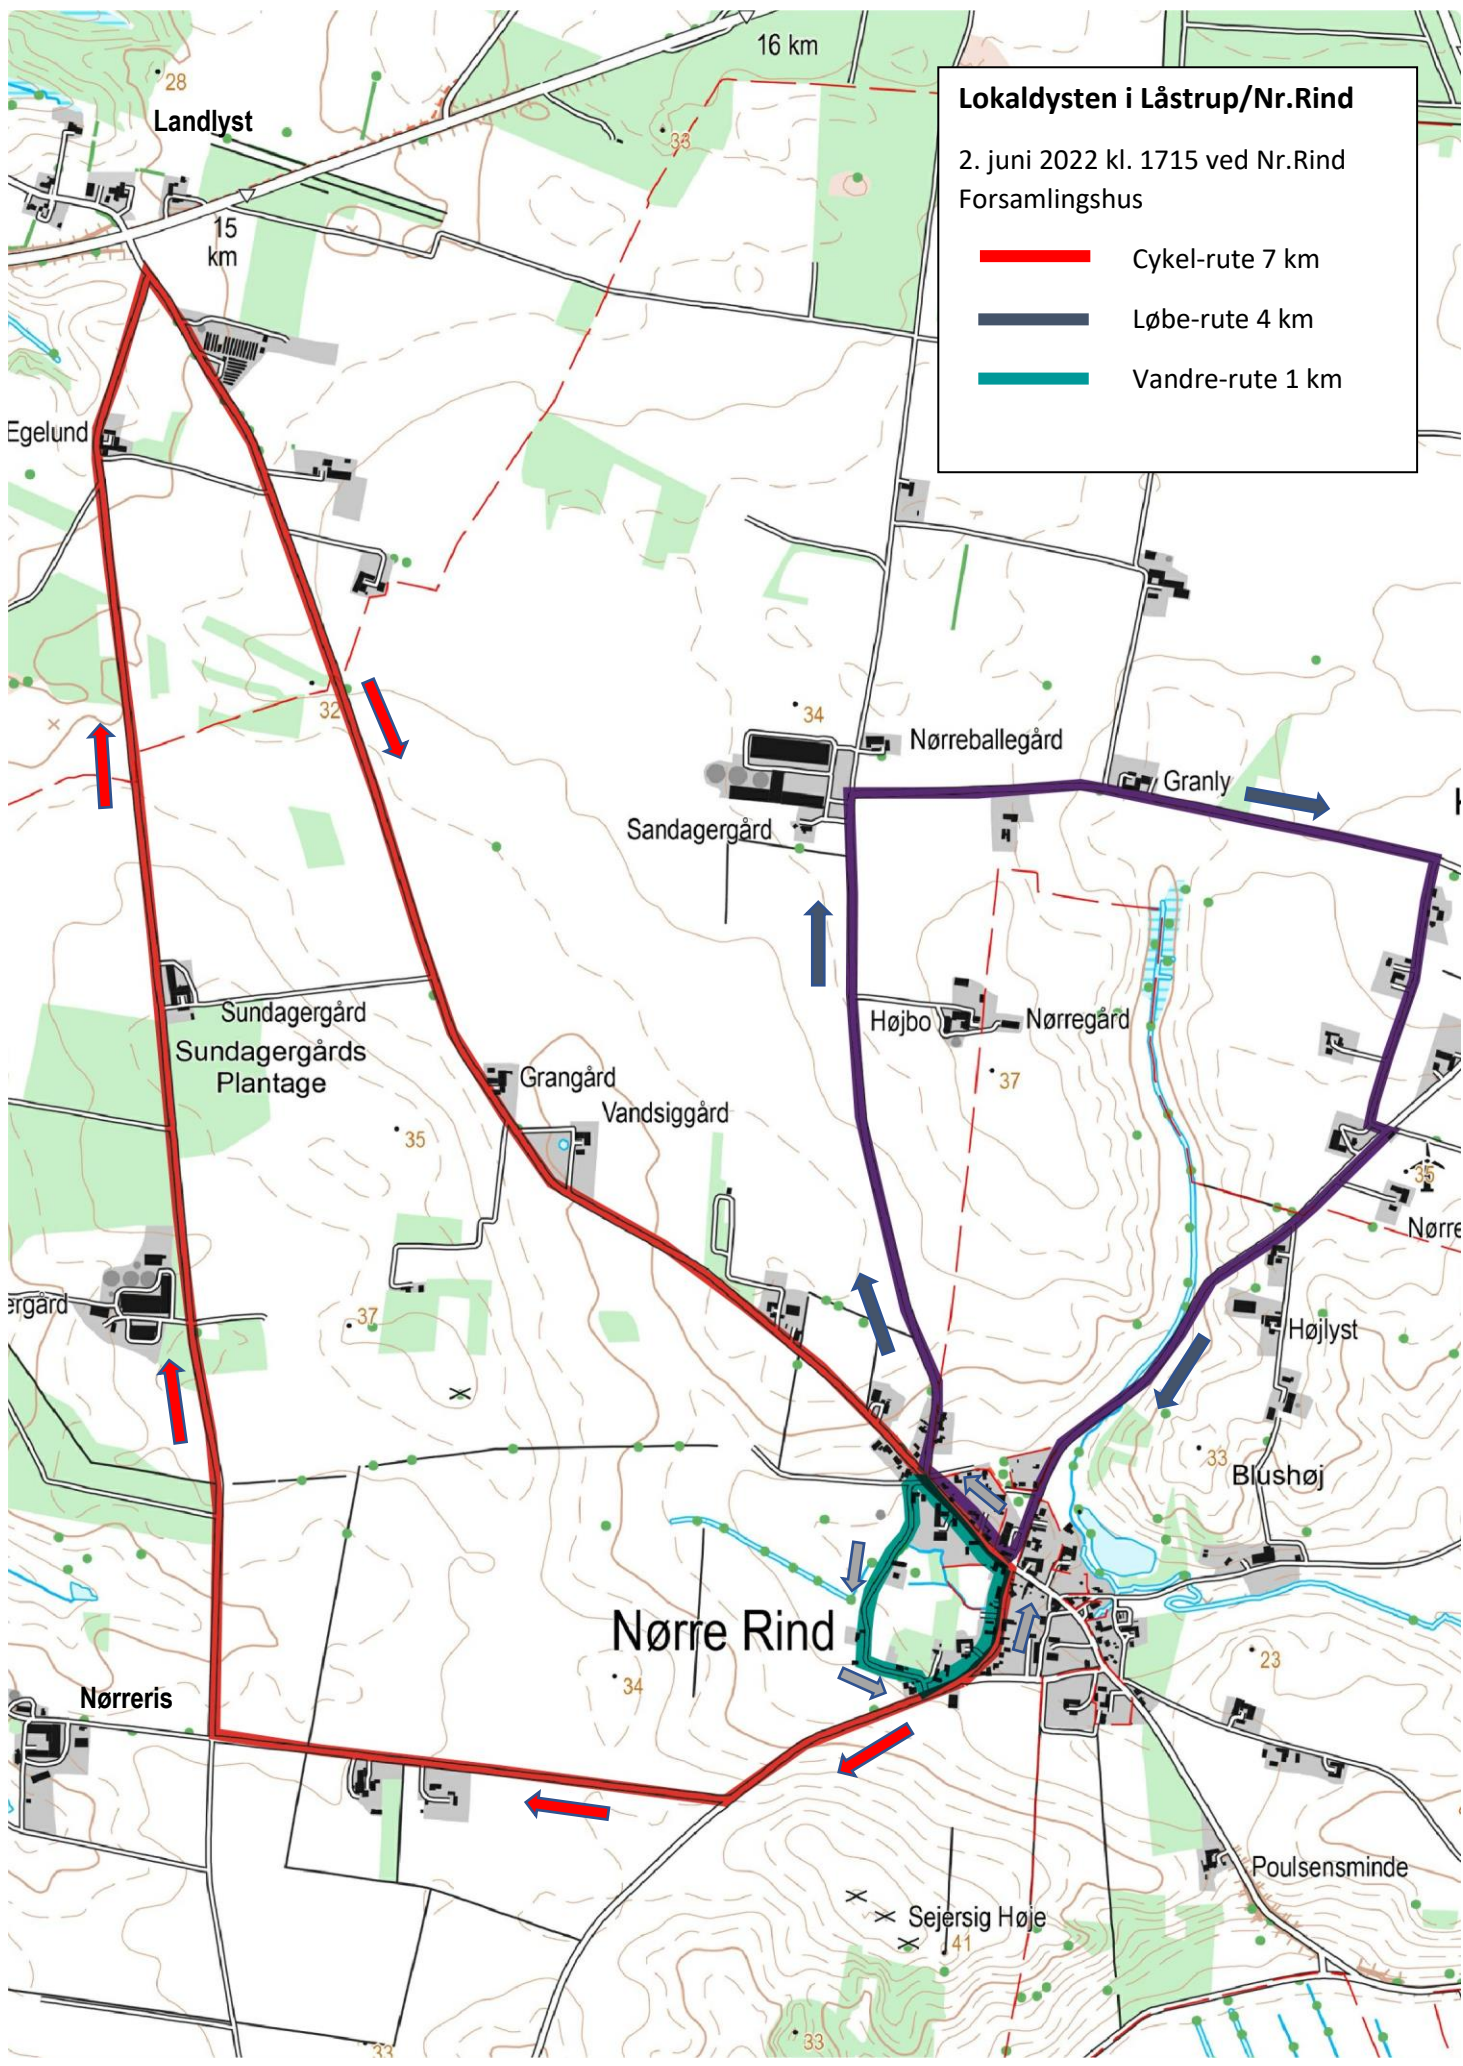 16 km
28
Landlyst
33
Lokaldysten i Låstrup/Nr.Rind
2. juni 2022 kl. 1715 ved Nr.Rind
Forsamlingshus
Cykel-rute 7 km
Løbe-rute 4 km
Vandre-rute 1 km
15
km
Egelund
32
34
Nørreballegård
Granly
Sandagergård
Sundagergård
Sundagergårds
Plantage
Højbo
Nørregård
37
Grangård
Vandsiggård
35
35
Nørre
ergård
37
Højlyst
33
Blushøj
Nørre Rind
34
23
Nørreris
Poulsensminde
Sejersig Høje
41
33
33